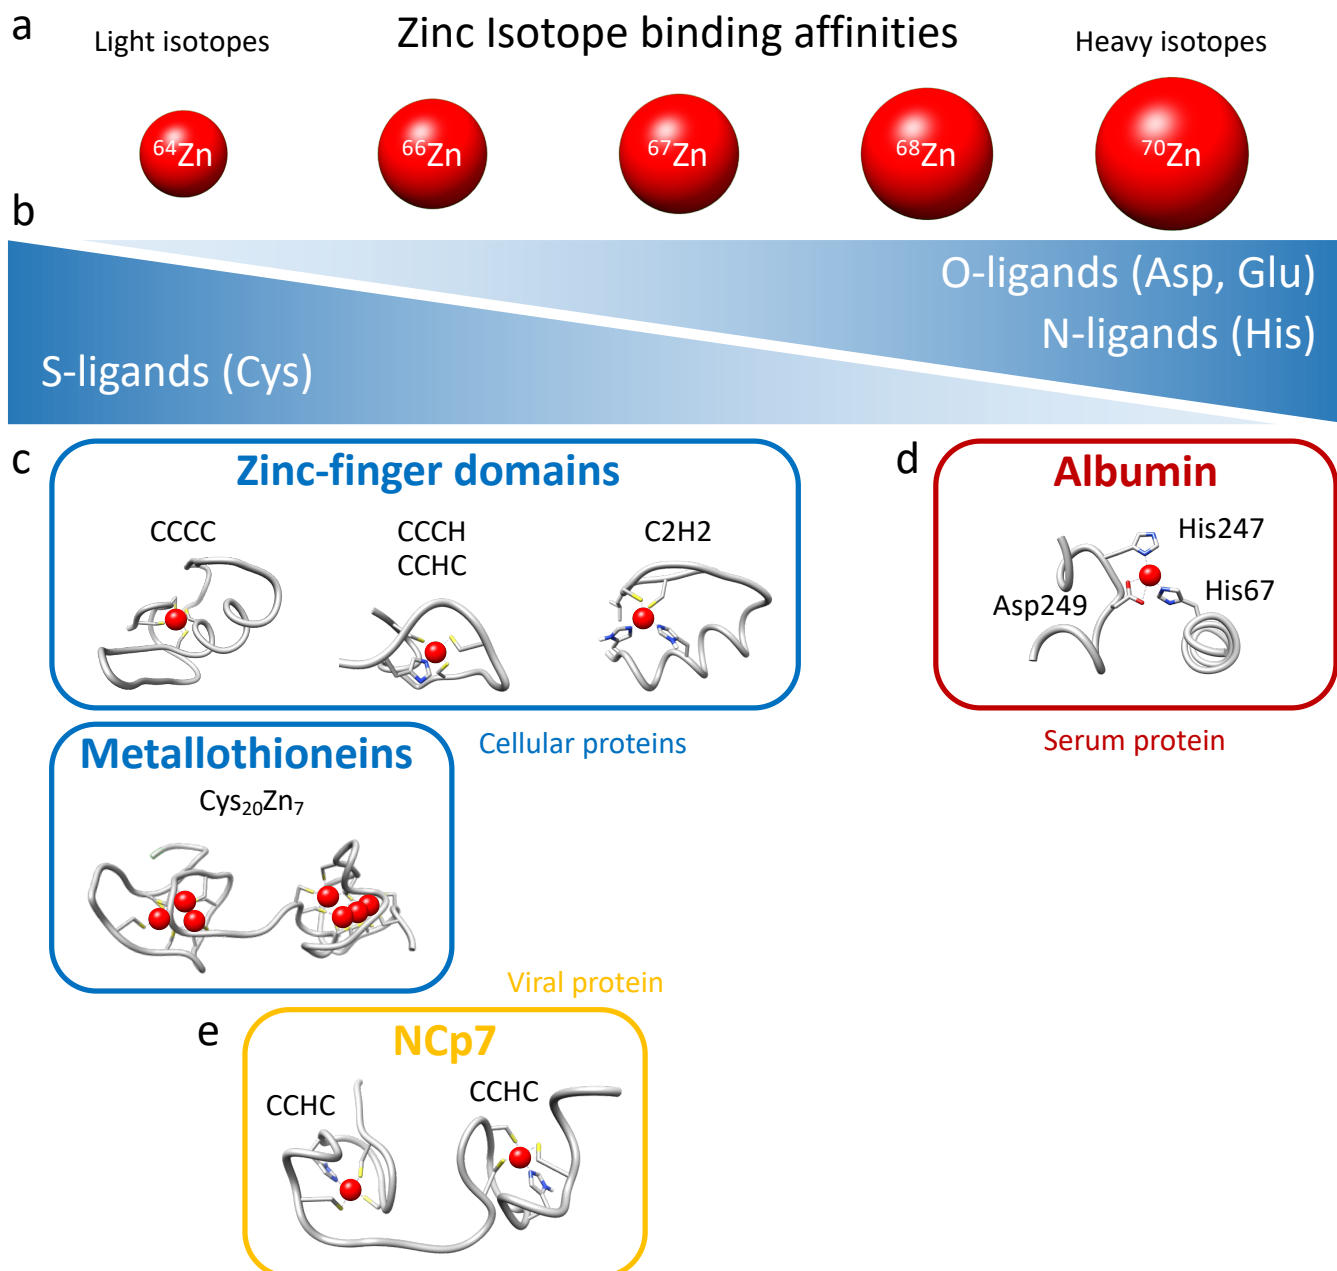 a
Zinc Isotope binding affinities
Light isotopes
Heavy isotopes
⁶⁴Zn
⁶⁶Zn
⁶⁷Zn
⁶⁸Zn
⁷⁰Zn
b
O-ligands (Asp, Glu)
N-ligands (His)
S-ligands (Cys)
c
Zinc-finger domains
CCCC
CCCH
CCHC
C2H2
d
Albumin
His247
Asp249
His67
Serum protein
Cellular proteins
Metallothioneins
Cys₂₀Zn₇
Viral protein
e
NCp7
CCHC
CCHC